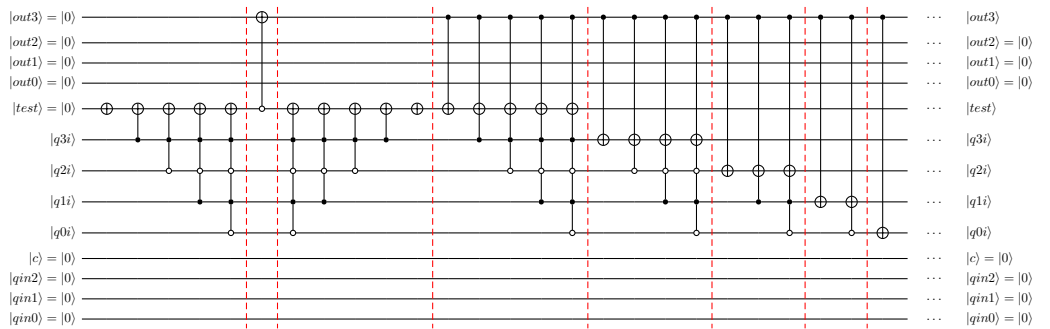 |out3⟩ = |0⟩ ··· |out3⟩
|out2⟩ = |0⟩ ··· |out2⟩ = |0⟩
|out1⟩ = |0⟩ ··· |out1⟩ = |0⟩
|out0⟩ = |0⟩ ··· |out0⟩ = |0⟩
|test⟩ = |0⟩ ··· |test⟩
|q3i⟩ ··· |q3i⟩
|q2i⟩ ··· |q2i⟩
|q1i⟩ ··· |q1i⟩
|q0i⟩ ··· |q0i⟩
|c⟩ = |0⟩ ··· |c⟩ = |0⟩
|qin2⟩ = |0⟩ ··· |qin2⟩ = |0⟩
|qin1⟩ = |0⟩ ··· |qin1⟩ = |0⟩
|qin0⟩ = |0⟩ ··· |qin0⟩ = |0⟩